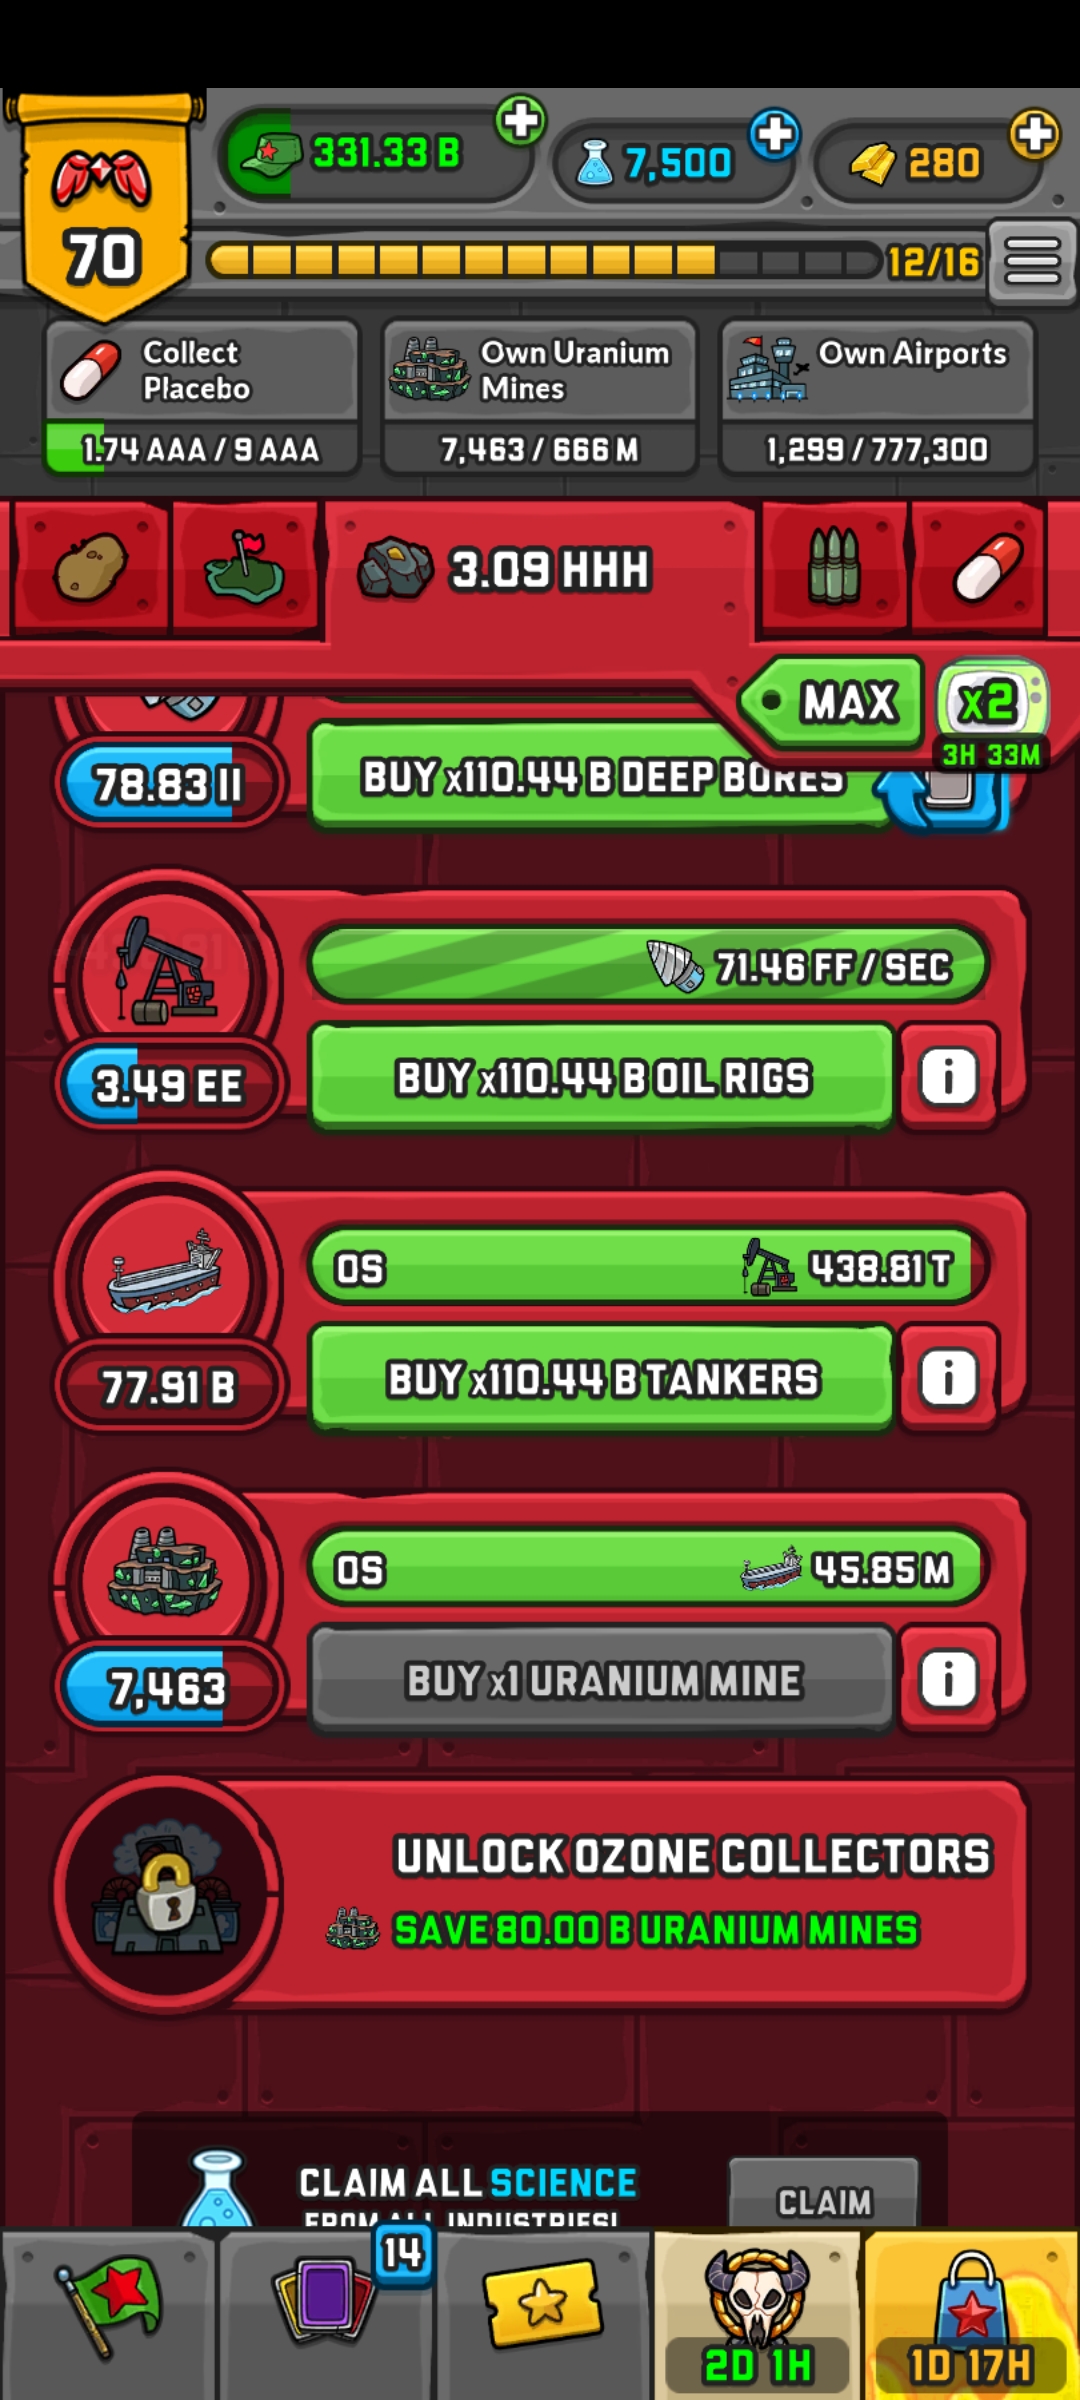 331.33 B
7,500
280
70
12/16
Collect
Placebo
Own Uranium
Mines
Own Airports
1.74 AAA / 9 AAA
7,463 / 666 M
1,299 / 777,300
3.09 HHH
MAX
x2
3H 33M
78.83 II
BUY x110.44 B DEEP BORES
71.46 FF / SEC
3.49 EE
BUY x110.44 B OIL RIGS
i
0S
438.81 T
77.91 B
BUY x110.44 B TANKERS
i
0S
45.85 M
7,463
BUY x1 URANIUM MINE
i
UNLOCK OZONE COLLECTORS
SAVE 80.00 B URANIUM MINES
CLAIM ALL SCIENCE
FROM ALL INDUSTRIES!
CLAIM
14
2D 1H
1D 17H